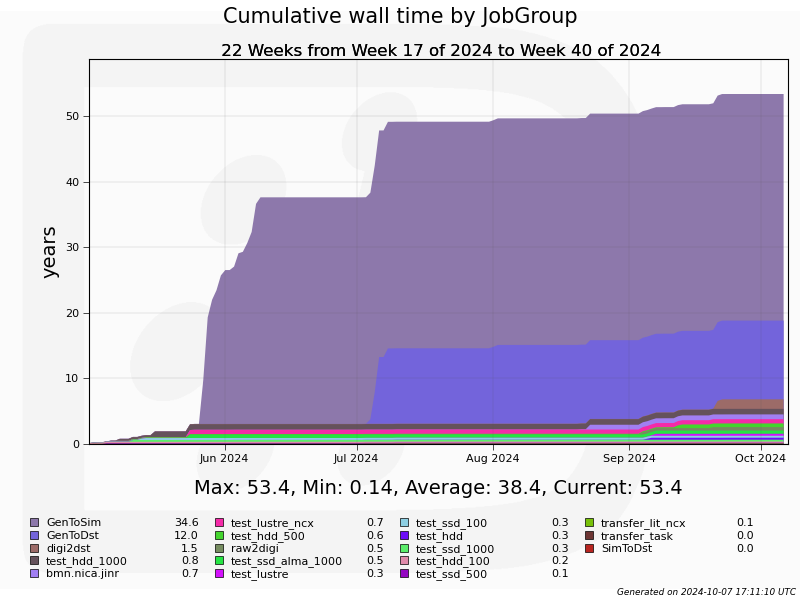 Cumulative wall time by JobGroup
22 Weeks from Week 17 of 2024 to Week 40 of 2024
years
50
40
30
20
10
0
Jun 2024 Jul 2024 Aug 2024 Sep 2024 Oct 2024
Max: 53.4, Min: 0.14, Average: 38.4, Current: 53.4
GenToSim 34.6 test_lustre_ncx 0.7 test_ssd_100 0.3 transfer_lit_ncx 0.1
GenToDst 12.0 test_hdd_500 0.6 test_hdd 0.3 transfer_task 0.0
digi2dst 1.5 raw2digi 0.5 test_ssd_1000 0.3 SimToDst 0.0
test_hdd_1000 0.8 test_ssd_alma_1000 0.5 test_hdd_100 0.2
bmn.nica.jinr 0.7 test_lustre 0.3 test_ssd_500 0.1
Generated on 2024-10-07 17:11:10 UTC